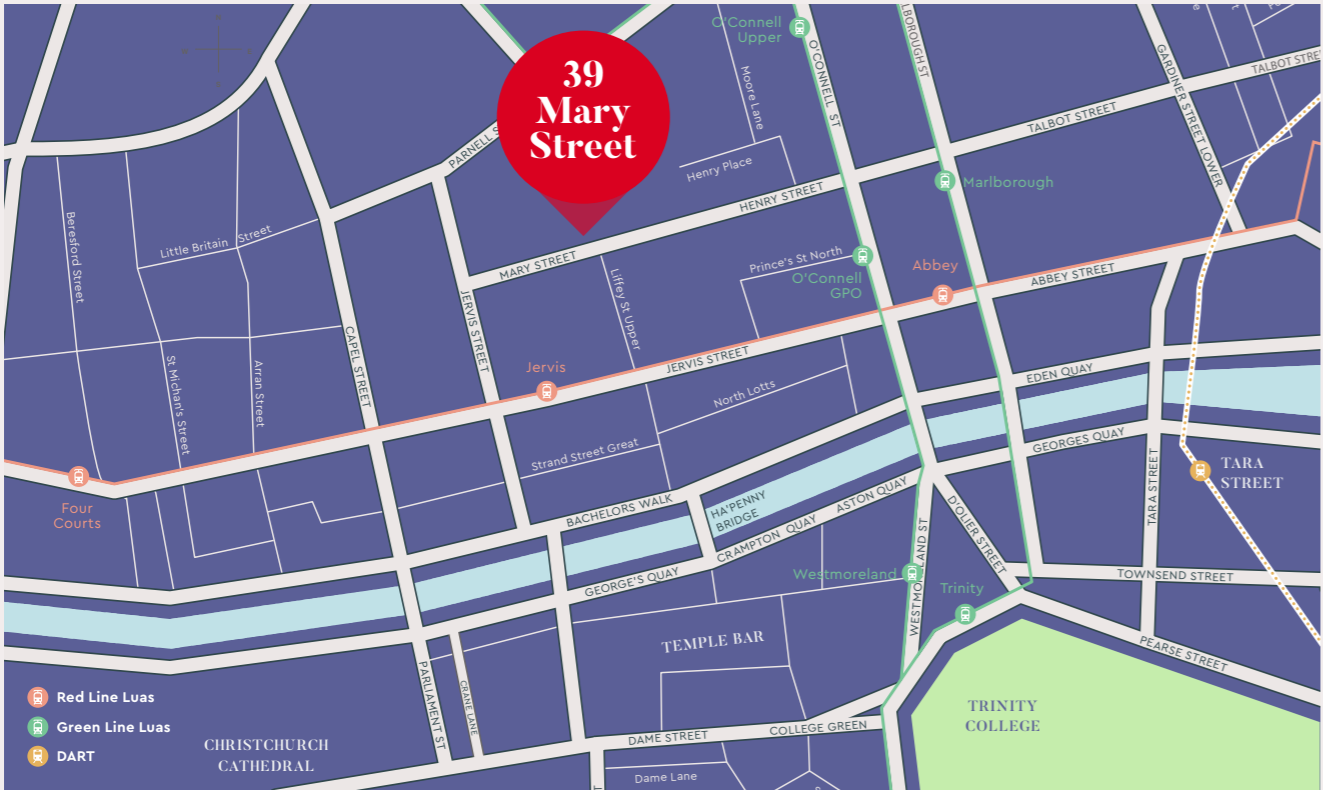 O'Connell
Upper
O'CONNELL ST
LBOROUGH ST
GARDINER STREET LOWER
TALBOT STREE
TALBOT STREET
39
Mary
Street
Moore Lane
PARNELL S
Henry Place
HENRY STREET
Marlborough
Beresford Street
Little Britain Street
MARY STREET
Prince's St North
O'Connell
GPO
Abbey
ABBEY STREET
Liffey St Upper
JERVIS STREET
CAPEL STREET
JERVIS STREET
Jervis
St Michan's Street
Arran Street
North Lotts
EDEN QUAY
Strand Street Great
GEORGES QUAY
TARA STREET
TARA
STREET
Four
Courts
BACHELORS WALK
HA'PENNY
BRIDGE
ASTON QUAY
CRAMPTON QUAY
D'OLIER STREET
WESTMORELAND ST
GEORGE'S QUAY
Westmoreland
Trinity
TOWNSEND STREET
TEMPLE BAR
PEARSE STREET
PARLIAMENT ST
CRANE LANE
Red Line Luas
Green Line Luas
DART
CHRISTCHURCH
CATHEDRAL
DAME STREET
COLLEGE GREEN
TRINITY
COLLEGE
Dame Lane